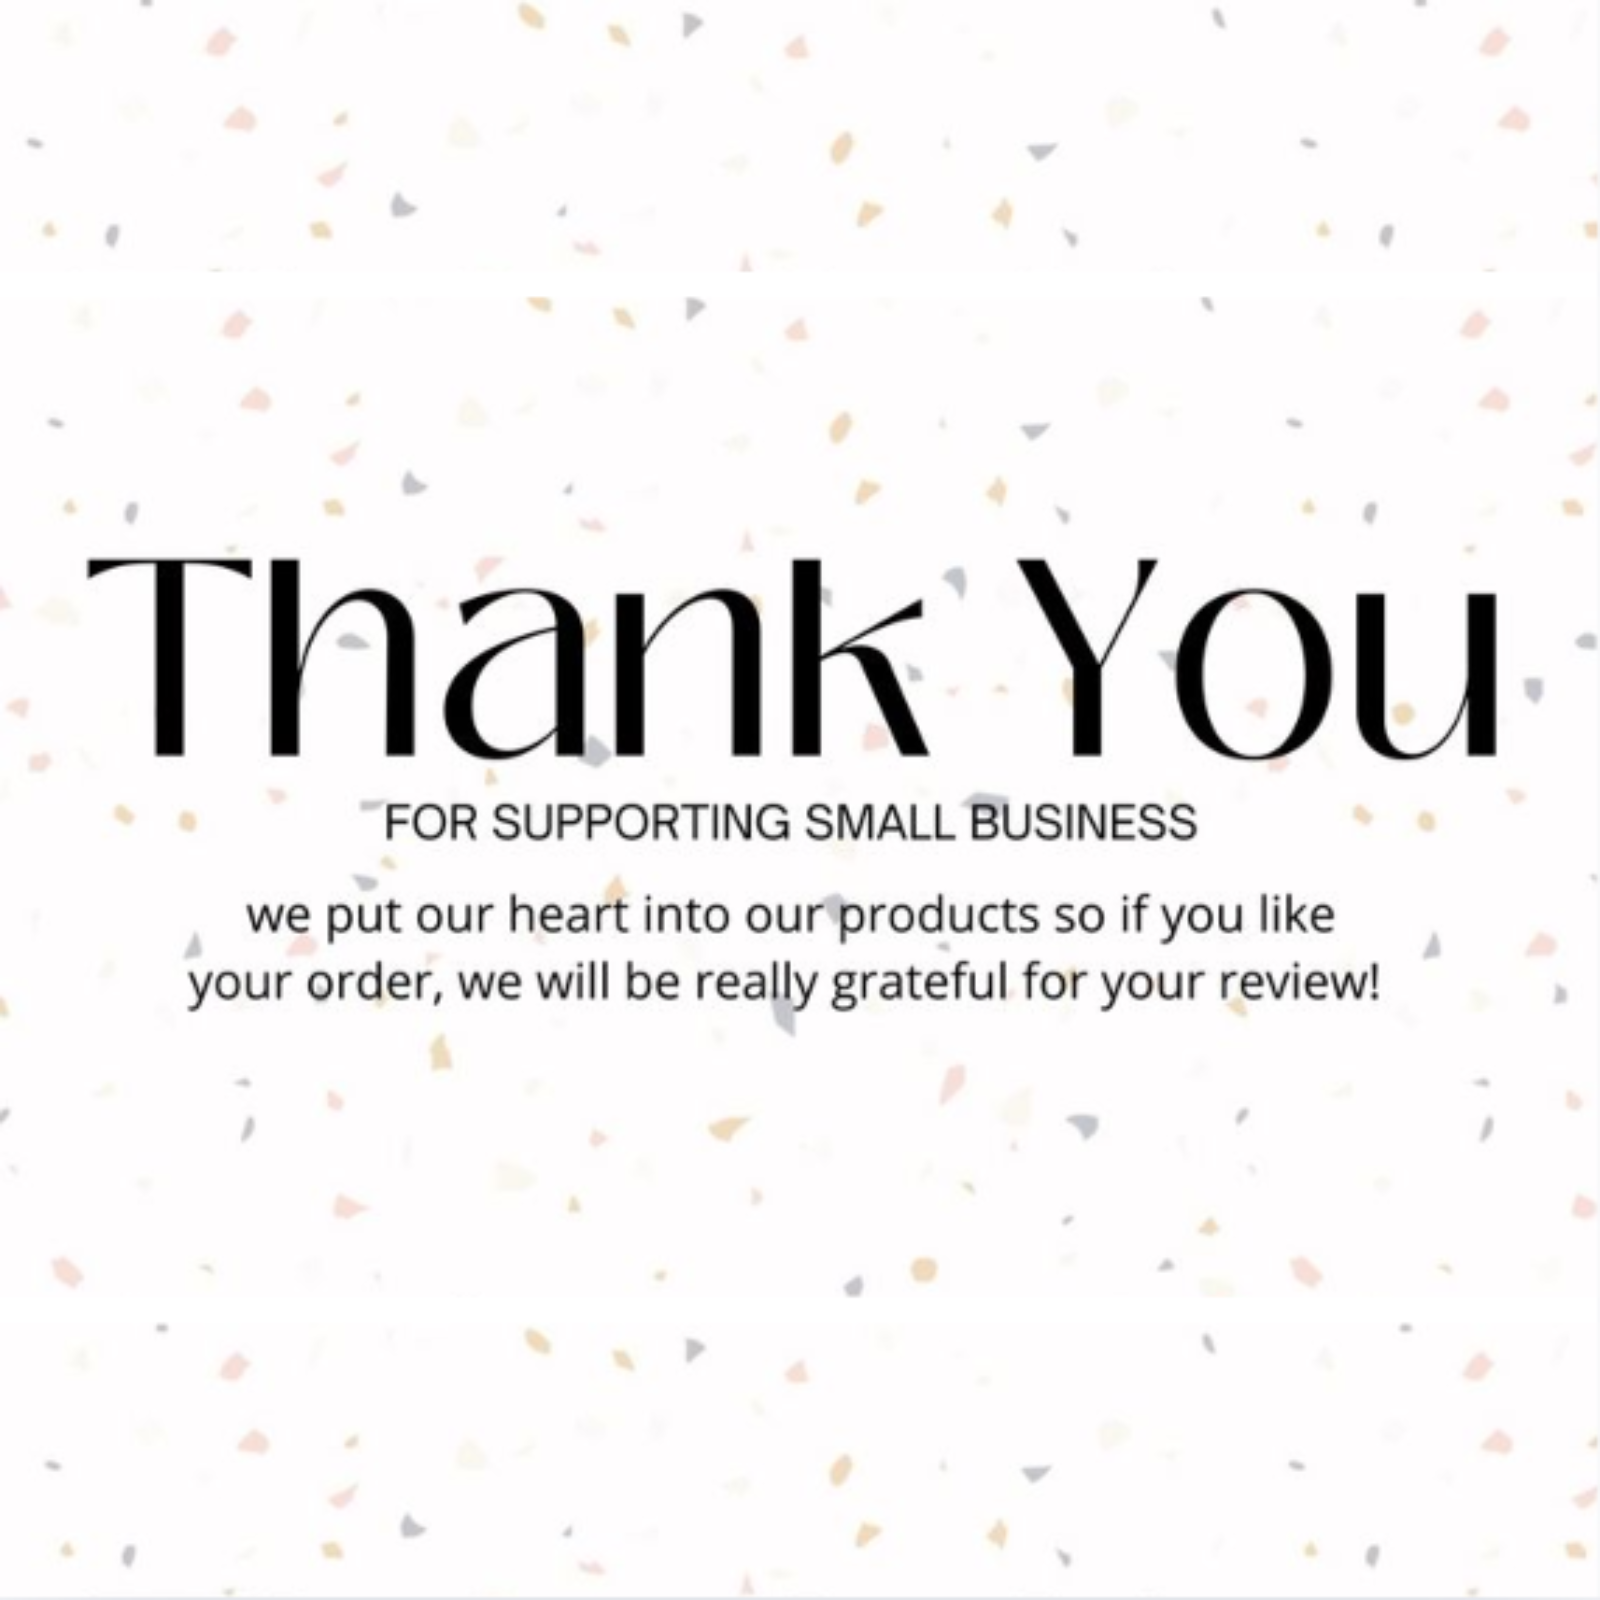 Thank You
FOR SUPPORTING SMALL BUSINESS
we put our heart into our products so if you like
your order, we will be really grateful for your review!